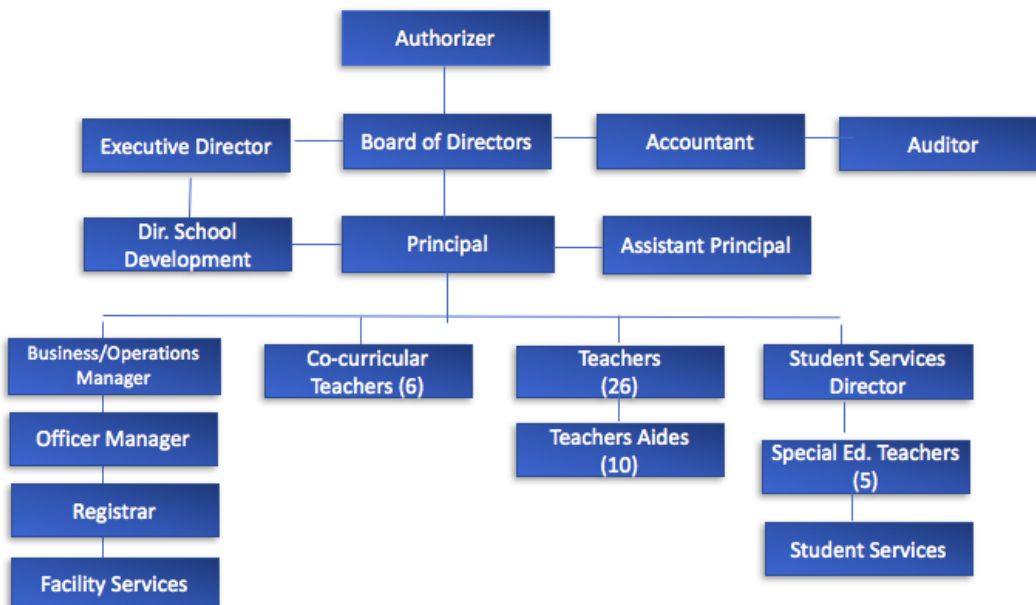 Authorizer
Executive Director
Board of Directors
Accountant
Auditor
Dir. School
Development
Principal
Assistant Principal
Business/Operations
Manager
Co-curricular
Teachers (6)
Teachers
(26)
Student Services
Director
Officer Manager
Teachers Aides
(10)
Special Ed. Teachers
(5)
Registrar
Student Services
Facility Services